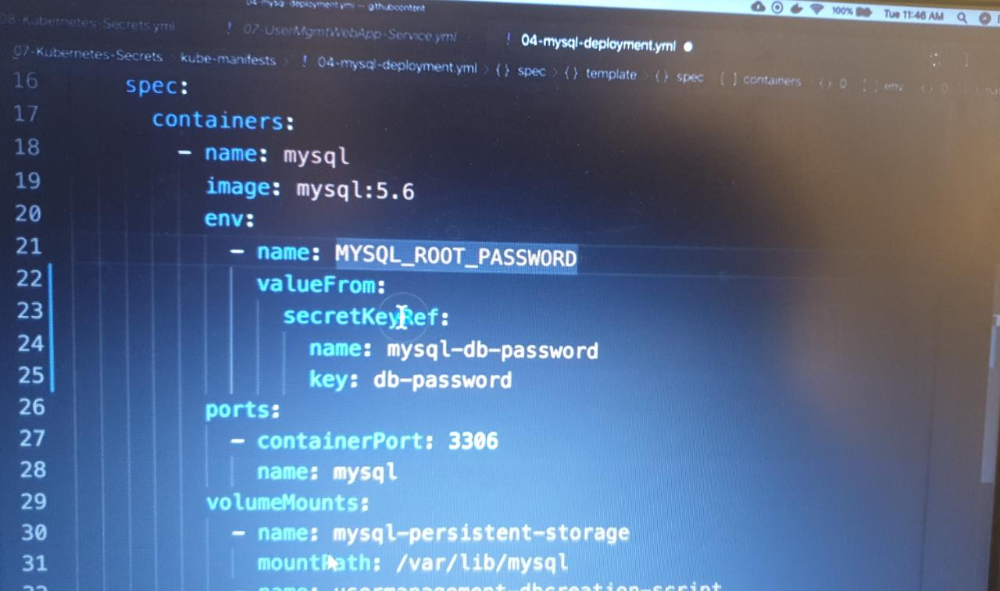 04-mysql-deployment.yml — githubcontent
100% Tue 11:46 AM
08-Kubernetes-Secrets.yml ! 07-UserMgmtWebApp-Service.yml ! 04-mysql-deployment.yml ●
07-Kubernetes-Secrets > kube-manifests > ! 04-mysql-deployment.yml > {} spec > {} template > {} spec > [ ] containers > {} 0 > [ ] env > {} 0
16 spec:
17 containers:
18 - name: mysql
19 image: mysql:5.6
20 env:
21 - name: MYSQL_ROOT_PASSWORD
22 valueFrom:
23 secretKeyRef:
24 name: mysql-db-password
25 key: db-password
26 ports:
27 - containerPort: 3306
28 name: mysql
29 volumeMounts:
30 - name: mysql-persistent-storage
31 mountPath: /var/lib/mysql
32 - name: usermanagement-dbcreation-script